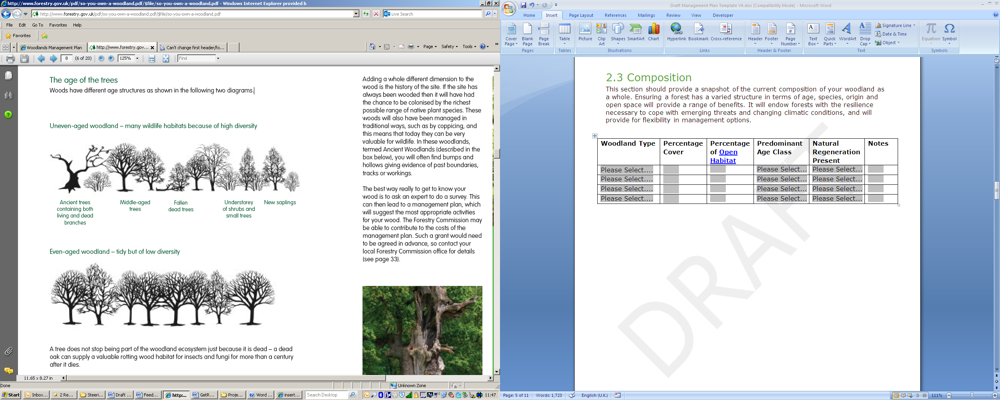 http://www.forestry.gov.uk/pdf/so-you-own-a-woodland.pdf/$file/so-you-own-a-woodland.pdf - Windows Internet Explorer provided b
http://www.forestry.gov.uk/pdf/so-you-own-a-woodland.pdf/$file/so-you-own-a-woodland.pdf
Live Search
File Edit Go To Favorites Help
Favorites
Woodlands Management Plan
http://www.forestry.gov...
Can't change first header/fo...
Page Safety Tools
8 (6 of 20) 125% Find
The age of the trees
Woods have different age structures as shown in the following two diagrams.
Uneven-aged woodland – many wildlife habitats because of high diversity
Ancient trees
containing both
living and dead
branches
Middle-aged
trees
Fallen
dead trees
Understorey
of shrubs and
small trees
New saplings
Even-aged woodland – tidy but of low diversity
A tree does not stop being part of the woodland ecosystem just because it is dead – a dead
oak can supply a valuable rotting wood habitat for insects and fungi for more than a century
after it dies.
Adding a whole different dimension to the
wood is the history of the site. If the site has
always been wooded then it will have had
the chance to be colonised by the richest
possible range of native plant species. These
woods will also have been managed in
traditional ways, such as by coppicing, and
this means that today they can be very
valuable for wildlife. In these woodlands,
termed Ancient Woodlands (described in the
box below), you will often find bumps and
hollows giving evidence of past boundaries,
tracks or workings.
The best way really to get to know your
wood is to ask an expert to do a survey. This
can then lead to a management plan, which
will suggest the most appropriate activities
for your wood. The Forestry Commission may
be able to contribute to the costs of the
management plan. Such a grant would need
to be agreed in advance, so contact your
local Forestry Commission office for details
(see page 33).
11.65 x 8.27 in
Done
Unknown Zone
Start
Inbox...
2 Re...
Steeri...
Draft ...
Feed...
http:...
GetR...
Proje...
Word ...
insert...
Search Desktop
11:47
Draft Management Plan Template V4.doc [Compatibility Mode] - Microsoft Word
Home Insert Page Layout References Mailings Review View Developer
Cover
Page
Blank
Page
Page
Break
Pages
Table
Tables
Picture
Clip
Art
Shapes
SmartArt
Chart
Illustrations
Hyperlink
Bookmark
Cross-reference
Links
Header
Footer
Page
Number
Header & Footer
Text
Box
Quick
Parts
WordArt
Drop
Cap
Signature Line
Date & Time
Object
Text
Equation
Symbol
Symbols
2.3 Composition
This section should provide a snapshot of the current composition of your woodland as
a whole. Ensuring a forest has a varied structure in terms of age, species, origin and
open space will provide a range of benefits. It will endow forests with the resilience
necessary to cope with emerging threats and changing climatic conditions, and will
provide for flexibility in management options.
Woodland Type
Percentage
Cover
Percentage
of Open
Habitat
Predominant
Age Class
Natural
Regeneration
Present
Notes
Please Select.... Please Select... Please Select...
Please Select.... Please Select... Please Select...
Please Select.... Please Select... Please Select...
Please Select.... Please Select... Please Select...
DRAFT
Page: 5 of 11 Words: 1,723 English (U.K.) 111%